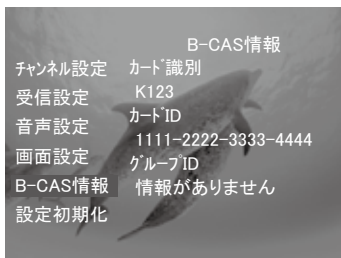 B-CAS情報
チャンネル設定
受信設定
音声設定
画面設定
B-CAS情報
設定初期化
カード識別
K123
カードID
1111-2222-3333-4444
グループID
情報がありません